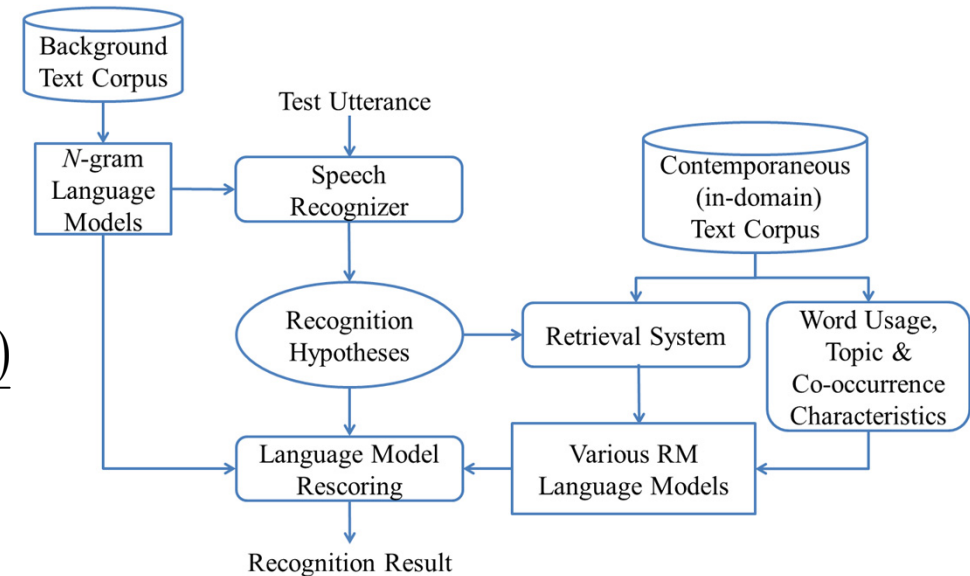 Background
Text Corpus
Test Utterance
N-gram
Language
Models
Speech
Recognizer
Contemporaneous
(in-domain)
Text Corpus
Recognition
Hypotheses
Retrieval System
Word Usage,
Topic &
Co-occurrence
Characteristics
)
Language Model
Rescoring
Various RM
Language Models
Recognition Result